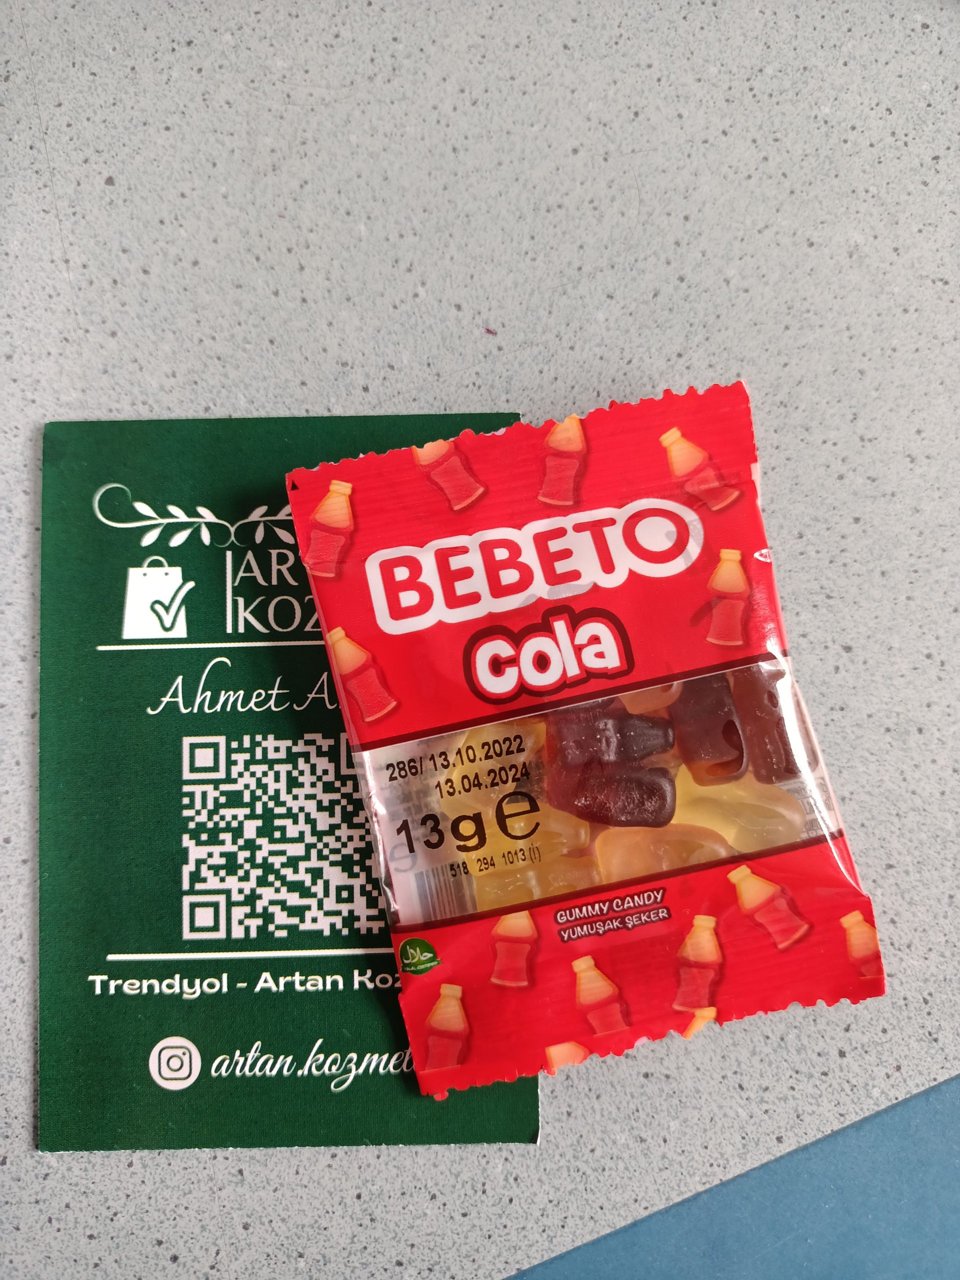 AR
KOZ
Ahmet A
Trendyol - Artan Koz
artan.kozmet
BEBETO
cola
286/ 13.10.2022
13.04.2024
13g e
518 294 1013 (i)
GUMMY CANDY
YUMUŞAK ŞEKER
حلال